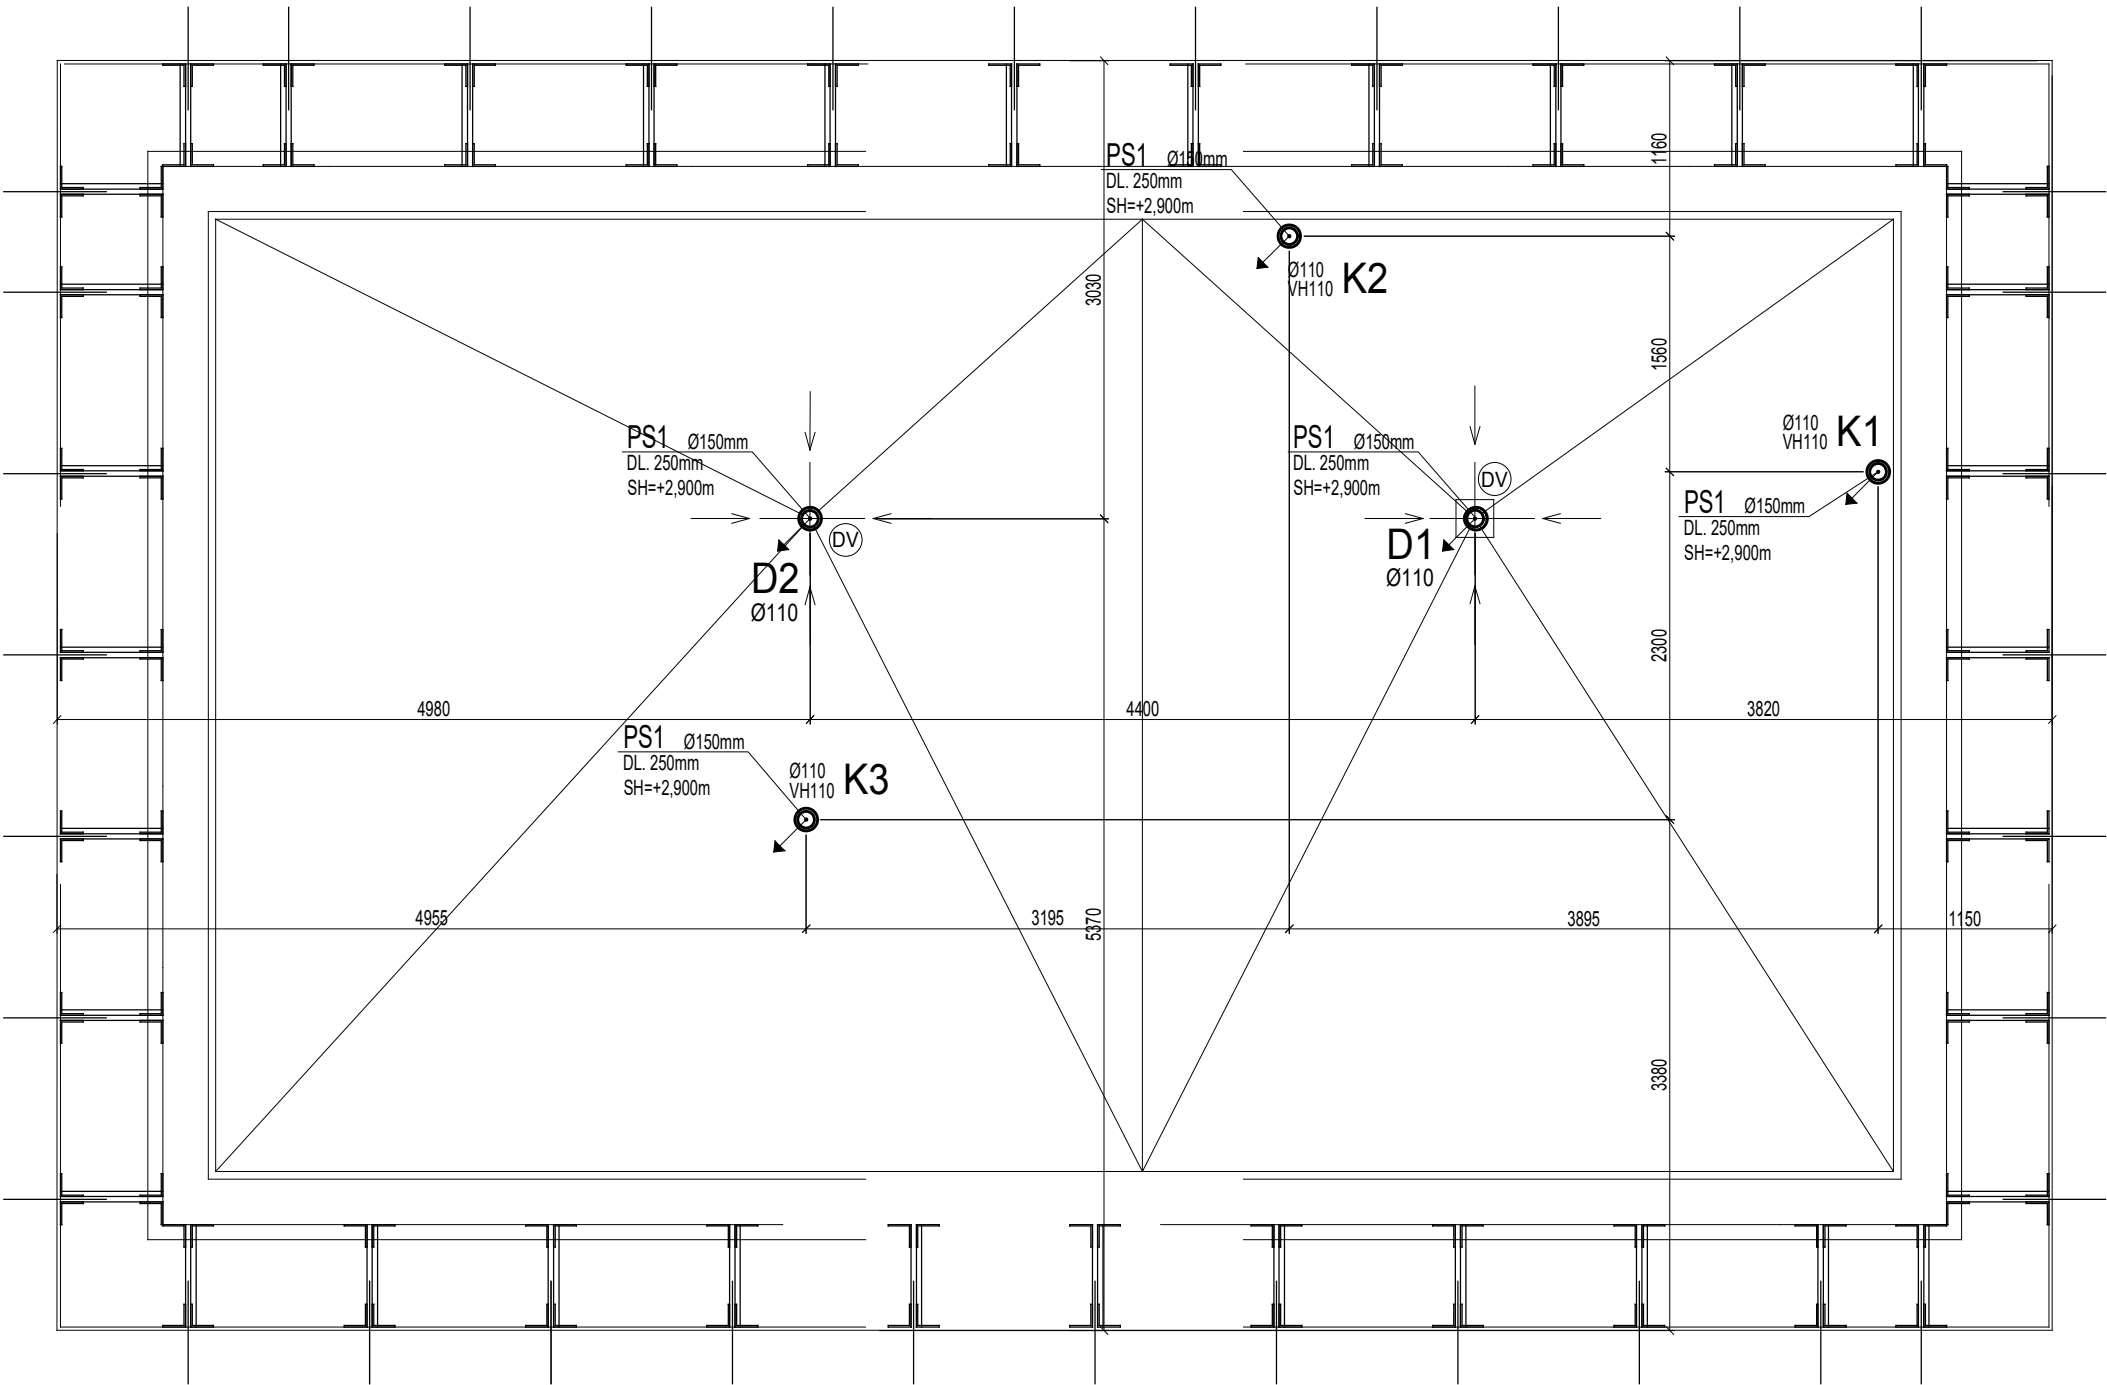 1160
PS1 Ø150mm
DL. 250mm
SH=+2,900m
Ø110
VH110
K2
3030
1560
PS1 Ø150mm
DL. 250mm
SH=+2,900m
DV
D2
Ø110
PS1 Ø150mm
DL. 250mm
SH=+2,900m
DV
D1
Ø110
Ø110
VH110
K1
PS1 Ø150mm
DL. 250mm
SH=+2,900m
2300
4980
4400
3820
PS1 Ø150mm
DL. 250mm
SH=+2,900m
Ø110
VH110
K3
4955
3195
5370
3895
1150
3380